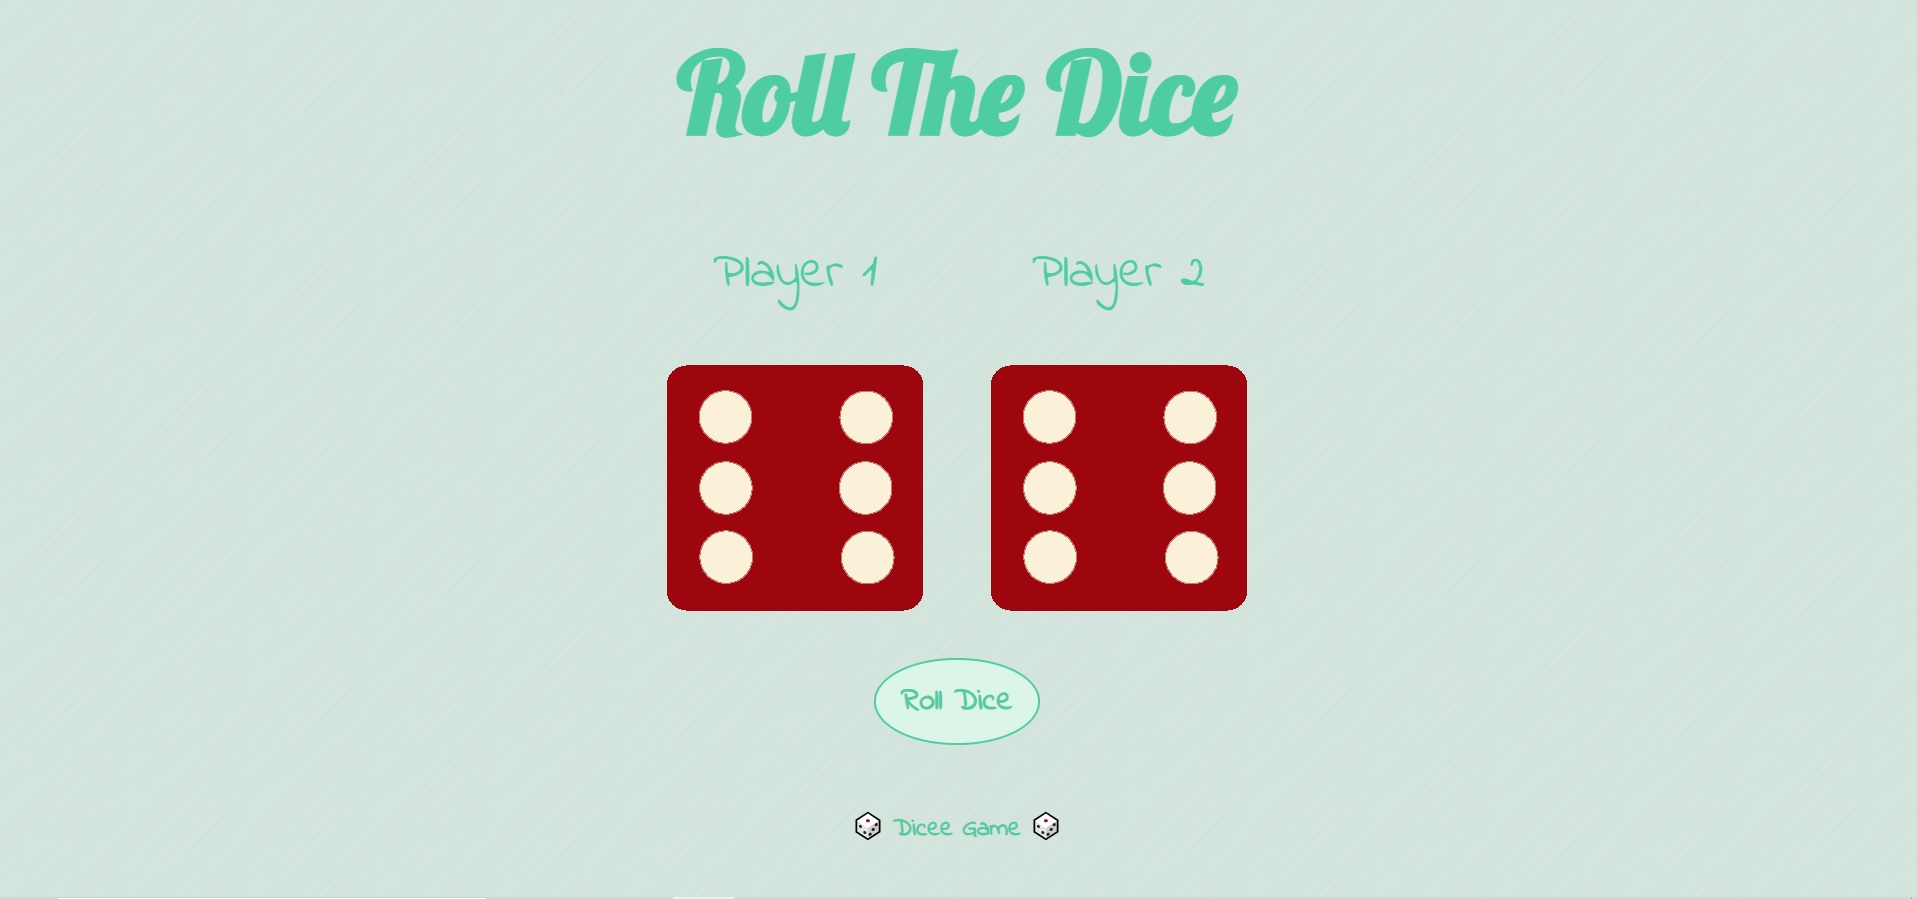 Roll The Dice
Player 1
Player 2
Roll Dice
Dicee Game